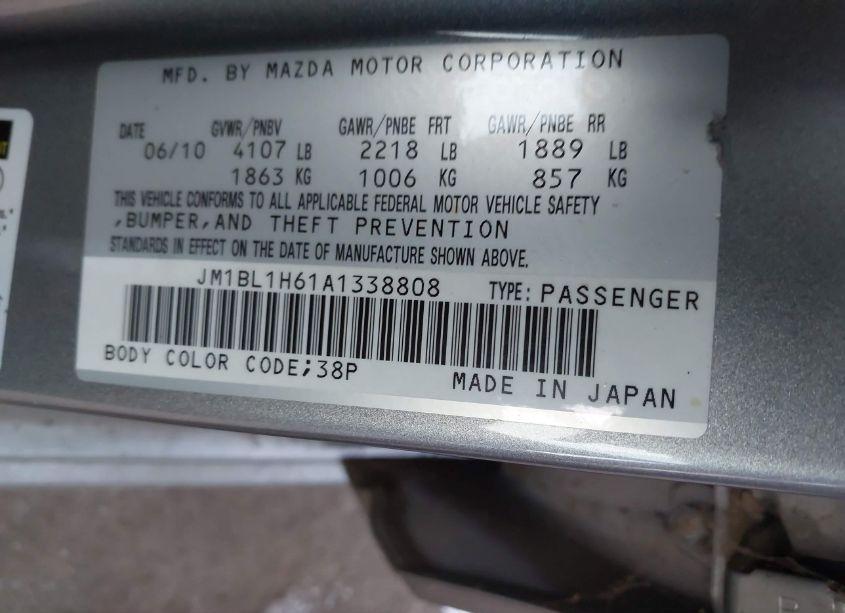 MFD. BY MAZDA MOTOR CORPORATION
DATE GVWR/PNBV GAWR/PNBE FRT GAWR/PNBE RR
06/10 4107 LB 2218 LB 1889 LB
1863 KG 1006 KG 857 KG
THIS VEHICLE CONFORMS TO ALL APPLICABLE FEDERAL MOTOR VEHICLE SAFETY
,BUMPER,AND THEFT PREVENTION
STANDARDS IN EFFECT ON THE DATE OF MANUFACTURE SHOWN ABOVE.
JM1BL1H61A1338808 TYPE: PASSENGER
BODY COLOR CODE;38P
MADE IN JAPAN